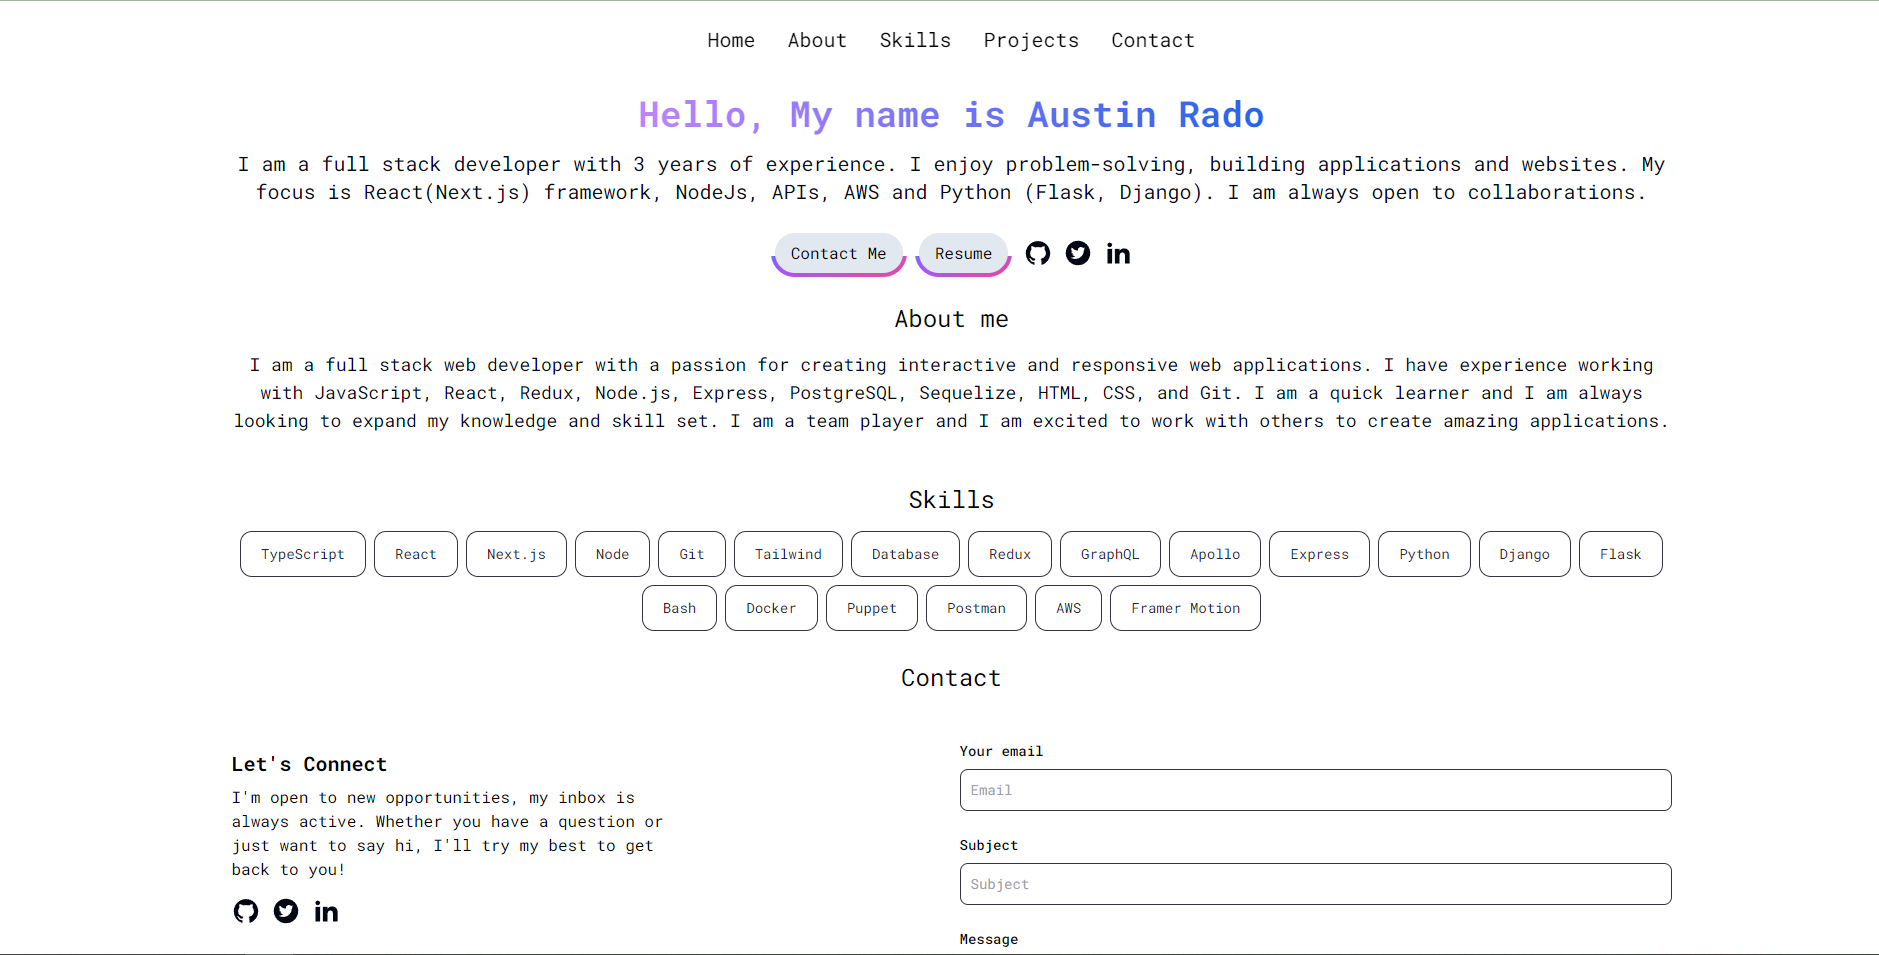 Home About Skills Projects Contact
Hello, My name is Austin Rado
I am a full stack developer with 3 years of experience. I enjoy problem-solving, building applications and websites. My
focus is React(Next.js) framework, NodeJs, APIs, AWS and Python (Flask, Django). I am always open to collaborations.
Contact Me Resume
About me
I am a full stack web developer with a passion for creating interactive and responsive web applications. I have experience working
with JavaScript, React, Redux, Node.js, Express, PostgreSQL, Sequelize, HTML, CSS, and Git. I am a quick learner and I am always
looking to expand my knowledge and skill set. I am a team player and I am excited to work with others to create amazing applications.
Skills
TypeScript React Next.js Node Git Tailwind Database Redux GraphQL Apollo Express Python Django Flask
Bash Docker Puppet Postman AWS Framer Motion
Contact
Let's Connect
I'm open to new opportunities, my inbox is
always active. Whether you have a question or
just want to say hi, I'll try my best to get
back to you!
Your email
Email
Subject
Subject
Message